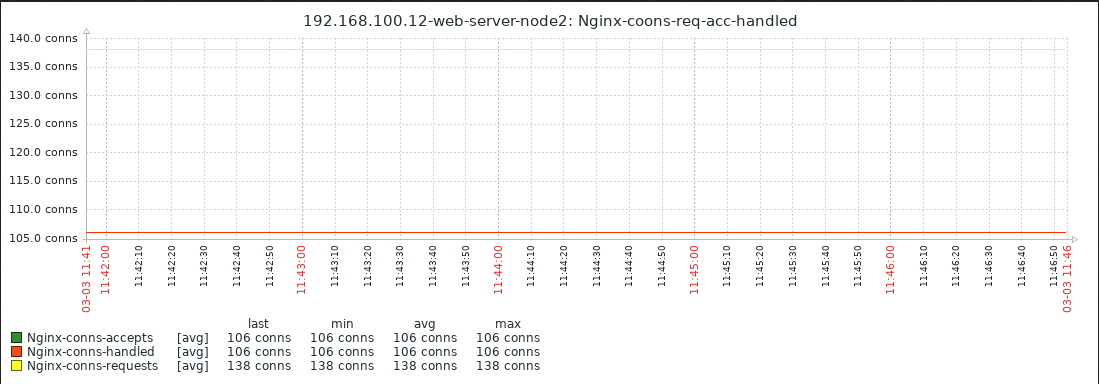 192.168.100.12-web-server-node2: Nginx-coons-req-acc-handled
140.0 conns
135.0 conns
130.0 conns
125.0 conns
120.0 conns
115.0 conns
110.0 conns
105.0 conns
03-03 11:41
11:42:00
11:42:10
11:42:20
11:42:30
11:42:40
11:42:50
11:43:00
11:43:10
11:43:20
11:43:30
11:43:40
11:43:50
11:44:00
11:44:10
11:44:20
11:44:30
11:44:40
11:44:50
11:45:00
11:45:10
11:45:20
11:45:30
11:45:40
11:45:50
11:46:00
11:46:10
11:46:20
11:46:30
11:46:40
11:46:50
03-03 11:46
last min avg max
Nginx-conns-accepts [avg] 106 conns 106 conns 106 conns 106 conns
Nginx-conns-handled [avg] 106 conns 106 conns 106 conns 106 conns
Nginx-conns-requests [avg] 138 conns 138 conns 138 conns 138 conns